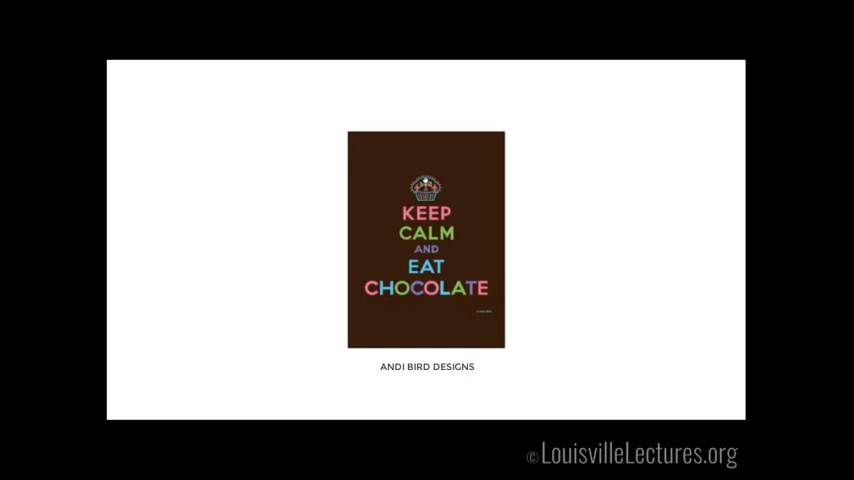 KEEP
CALM
AND
EAT
CHOCOLATE
ANDI BIRD DESIGNS
© LouisvilleLectures.org